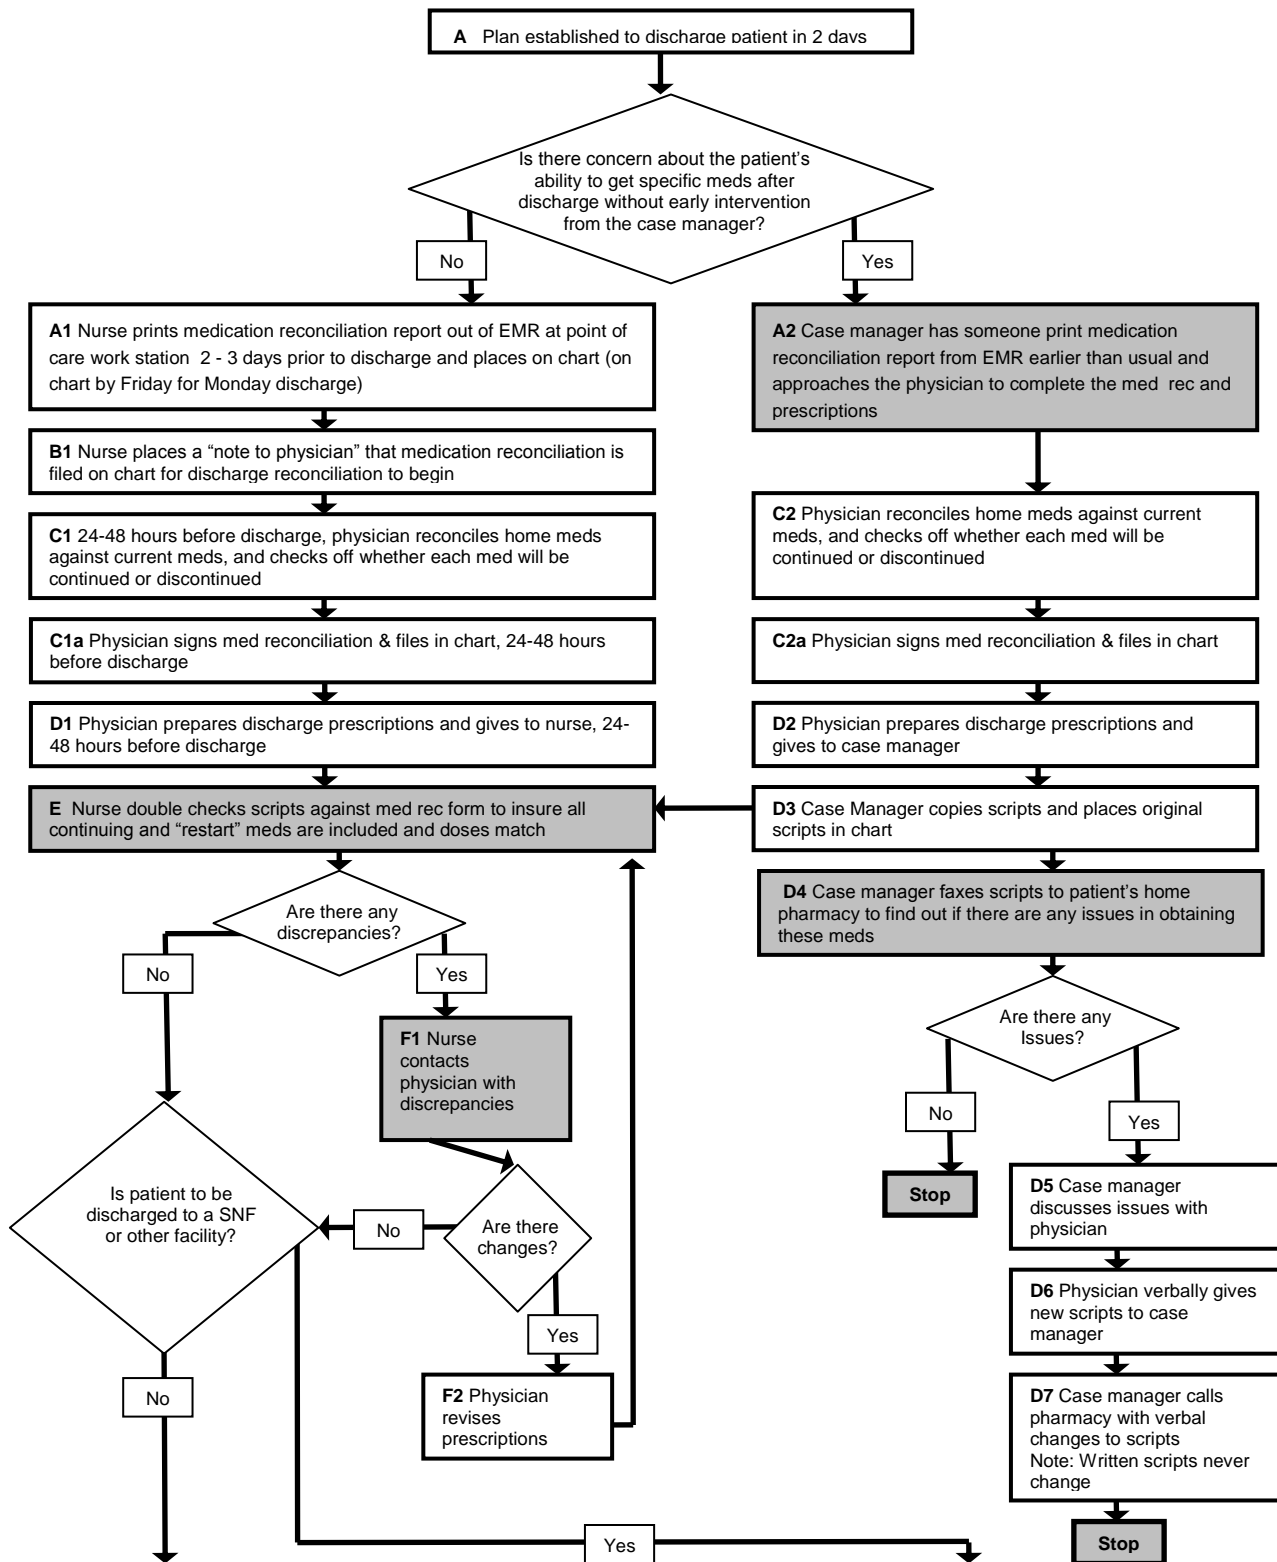 A Plan established to discharge patient in 2 days
Is there concern about the patient's
ability to get specific meds after
discharge without early intervention
from the case manager?
No
Yes
A1 Nurse prints medication reconciliation report out of EMR at point of
care work station 2 - 3 days prior to discharge and places on chart (on
chart by Friday for Monday discharge)
A2 Case manager has someone print medication
reconciliation report from EMR earlier than usual and
approaches the physician to complete the med rec and
prescriptions
B1 Nurse places a “note to physician” that medication reconciliation is
filed on chart for discharge reconciliation to begin
C1 24-48 hours before discharge, physician reconciles home meds
against current meds, and checks off whether each med will be
continued or discontinued
C2 Physician reconciles home meds against current
meds, and checks off whether each med will be
continued or discontinued
C1a Physician signs med reconciliation & files in chart, 24-48 hours
before discharge
C2a Physician signs med reconciliation & files in chart
D1 Physician prepares discharge prescriptions and gives to nurse, 24-
48 hours before discharge
D2 Physician prepares discharge prescriptions and
gives to case manager
E Nurse double checks scripts against med rec form to insure all
continuing and “restart” meds are included and doses match
D3 Case Manager copies scripts and places original
scripts in chart
D4 Case manager faxes scripts to patient's home
pharmacy to find out if there are any issues in obtaining
these meds
Are there any
discrepancies?
No
Yes
F1 Nurse
contacts
physician with
discrepancies
Are there any
Issues?
No
Yes
Stop
D5 Case manager
discusses issues with
physician
Is patient to be
discharged to a SNF
or other facility?
No
Are there
changes?
Yes
D6 Physician verbally gives
new scripts to case
manager
No
F2 Physician
revises
prescriptions
D7 Case manager calls
pharmacy with verbal
changes to scripts
Note: Written scripts never
change
Yes
Stop